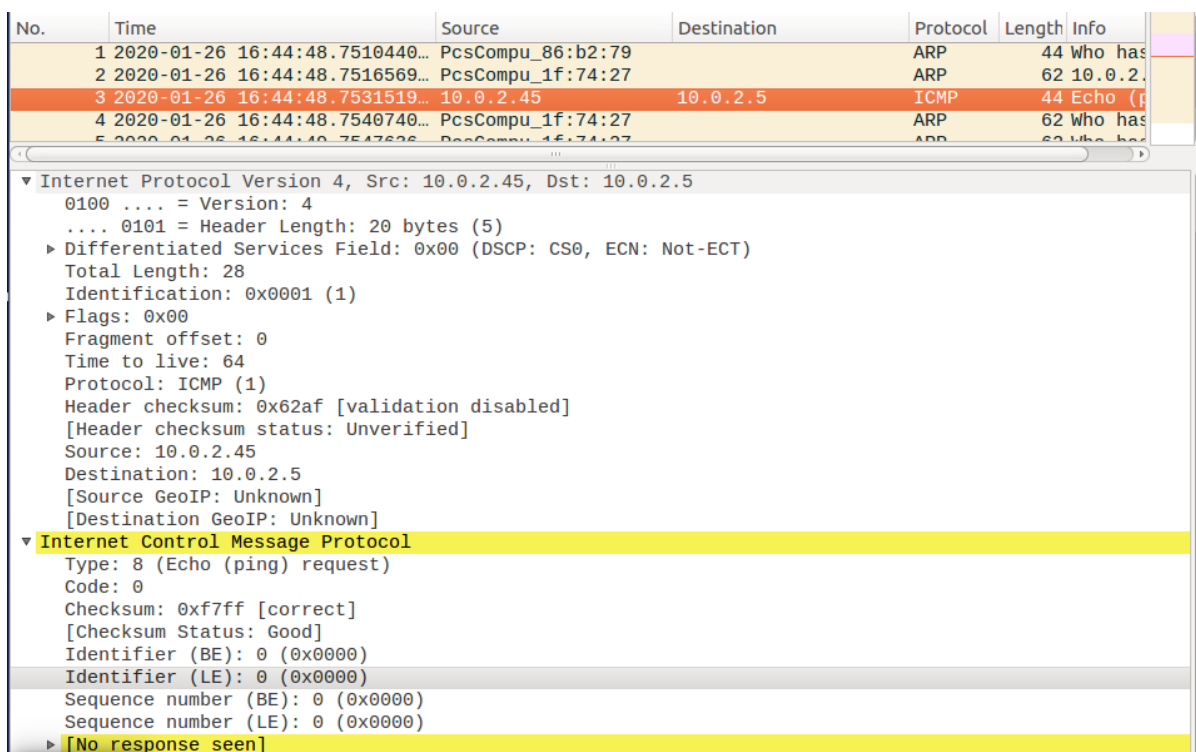 No. Time Source Destination Protocol Length Info
1 2020-01-26 16:44:48.7510440… PcsCompu_86:b2:79 ARP 44 Who has
2 2020-01-26 16:44:48.7516569… PcsCompu_1f:74:27 ARP 62 10.0.2.
3 2020-01-26 16:44:48.7531519… 10.0.2.45 10.0.2.5 ICMP 44 Echo (p
4 2020-01-26 16:44:48.7540740… PcsCompu_1f:74:27 ARP 62 Who has
Internet Protocol Version 4, Src: 10.0.2.45, Dst: 10.0.2.5
0100 .... = Version: 4
.... 0101 = Header Length: 20 bytes (5)
Differentiated Services Field: 0x00 (DSCP: CS0, ECN: Not-ECT)
Total Length: 28
Identification: 0x0001 (1)
Flags: 0x00
Fragment offset: 0
Time to live: 64
Protocol: ICMP (1)
Header checksum: 0x62af [validation disabled]
[Header checksum status: Unverified]
Source: 10.0.2.45
Destination: 10.0.2.5
[Source GeoIP: Unknown]
[Destination GeoIP: Unknown]
Internet Control Message Protocol
Type: 8 (Echo (ping) request)
Code: 0
Checksum: 0xf7ff [correct]
[Checksum Status: Good]
Identifier (BE): 0 (0x0000)
Identifier (LE): 0 (0x0000)
Sequence number (BE): 0 (0x0000)
Sequence number (LE): 0 (0x0000)
[No response seen]